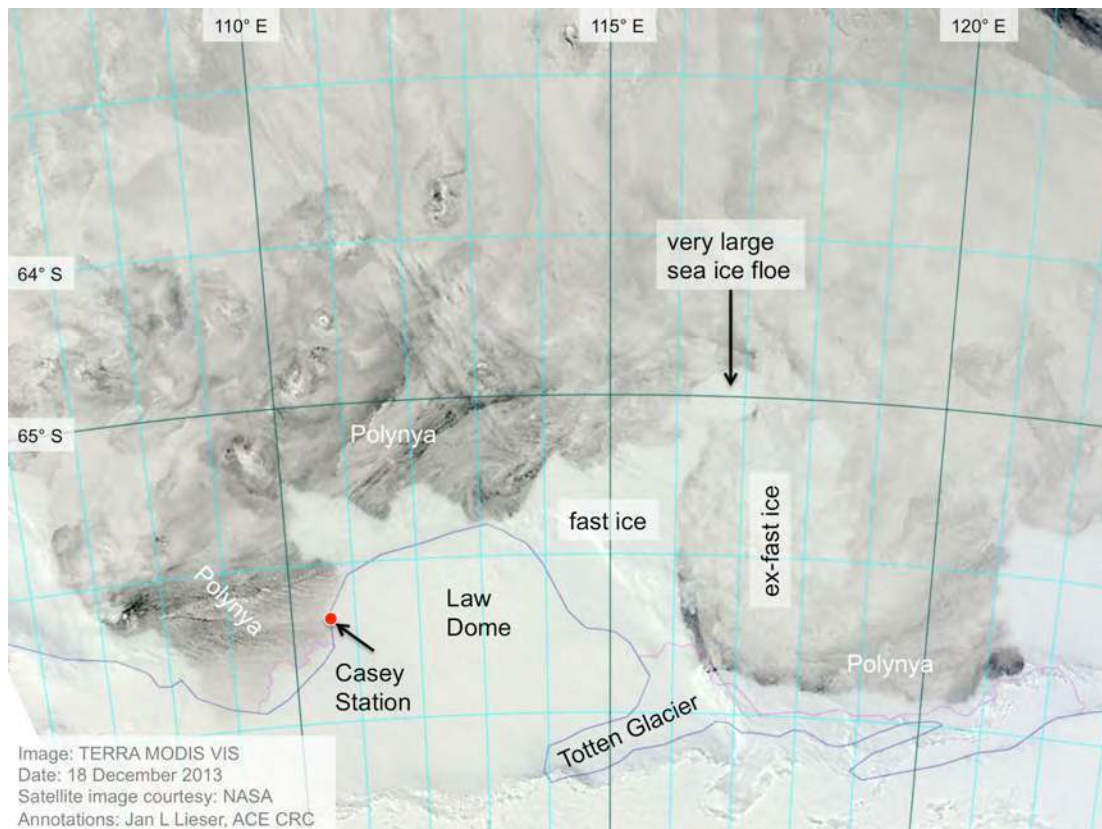 110° E
115° E
120° E
very large
sea ice floe
64° S
65° S
Polynya
fast ice
ex-fast ice
Polynya
Law
Dome
Casey
Station
Polynya
Totten Glacier
Image: TERRA MODIS VIS
Date: 18 December 2013
Satellite image courtesy: NASA
Annotations: Jan L Lieser, ACE CRC